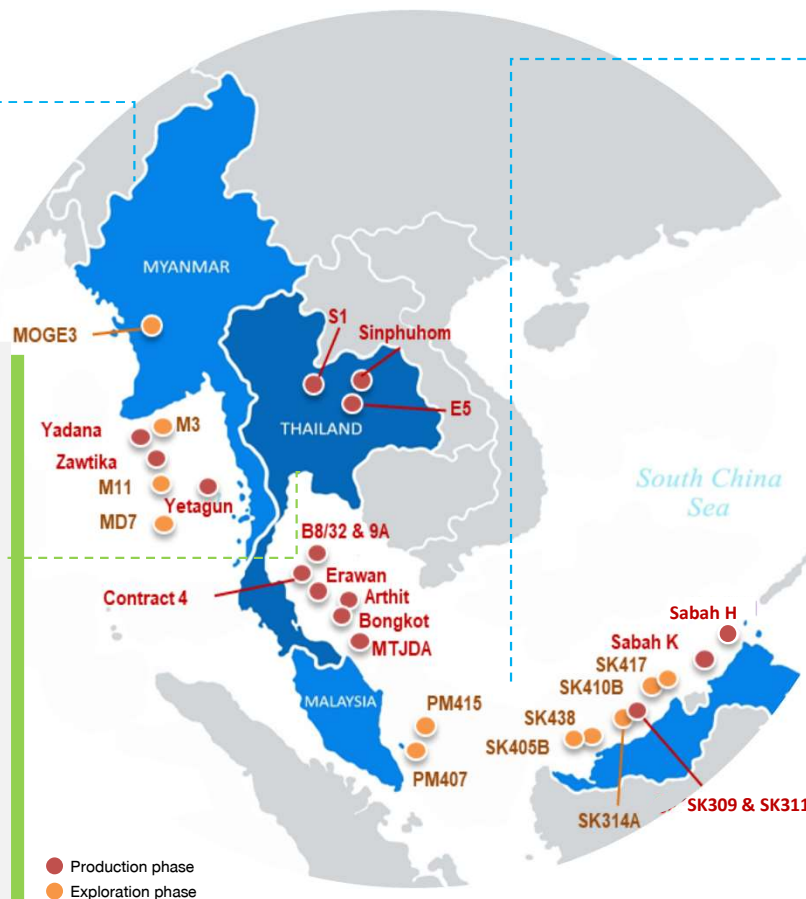 MYANMAR
MOGE3
S1
Sinphuhom
E5
THAILAND
M3
Yadana
Zawtika
M11
Yetagun
MD7
South China
Sea
B8/32 & 9A
Erawan
Contract 4
Arthit
Bongkot
MTJDA
Sabah H
Sabah K
SK417
SK410B
MALAYSIA
PM415
SK438
SK405B
PM407
SK314A
SK309 & SK311
Production phase
Exploration phase